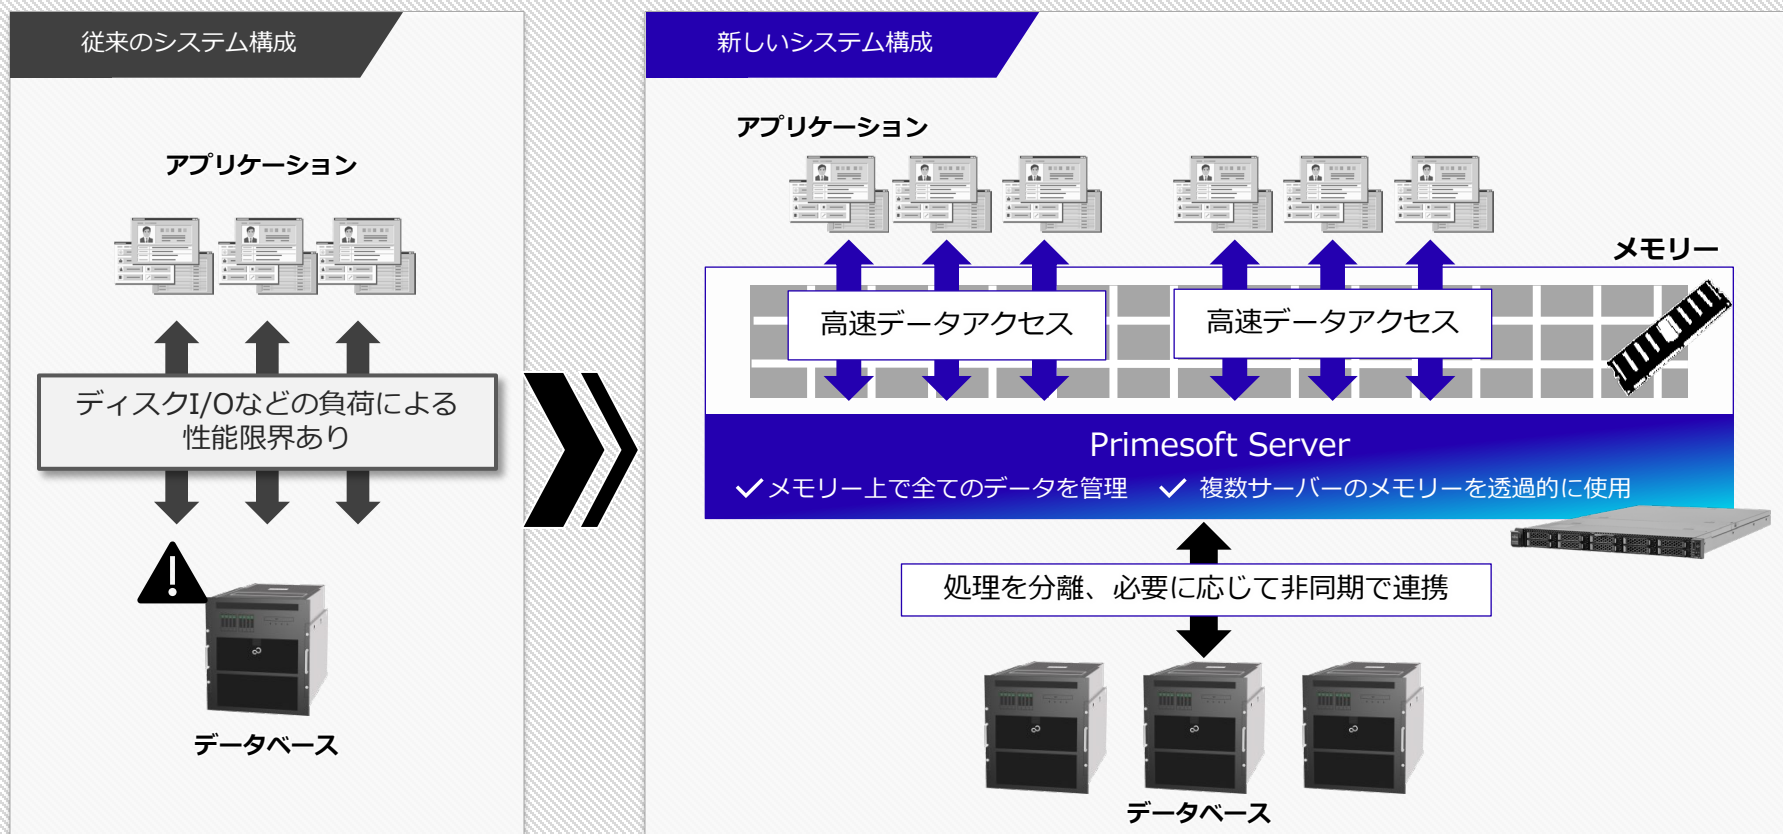 従来のシステム構成
アプリケーション
ディスクI/Oなどの負荷による
性能限界あり
データベース
新しいシステム構成
アプリケーション
メモリー
高速データアクセス
高速データアクセス
Primesoft Server
メモリー上で全てのデータを管理
複数サーバーのメモリーを透過的に使用
処理を分離、必要に応じて非同期で連携
データベース